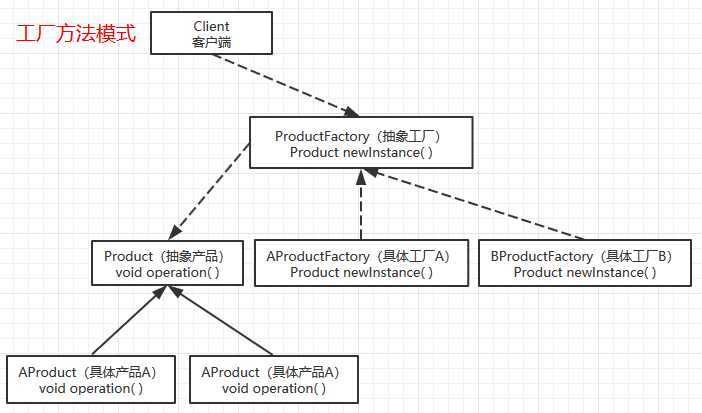 工厂方法模式
Client
客户端
ProductFactory（抽象工厂）
Product newInstance( )
Product（抽象产品）
void operation( )
AProductFactory（具体工厂A）
Product newInstance( )
BProductFactory（具体工厂B）
Product newInstance( )
AProduct（具体产品A）
void operation( )
AProduct（具体产品A）
void operation( )